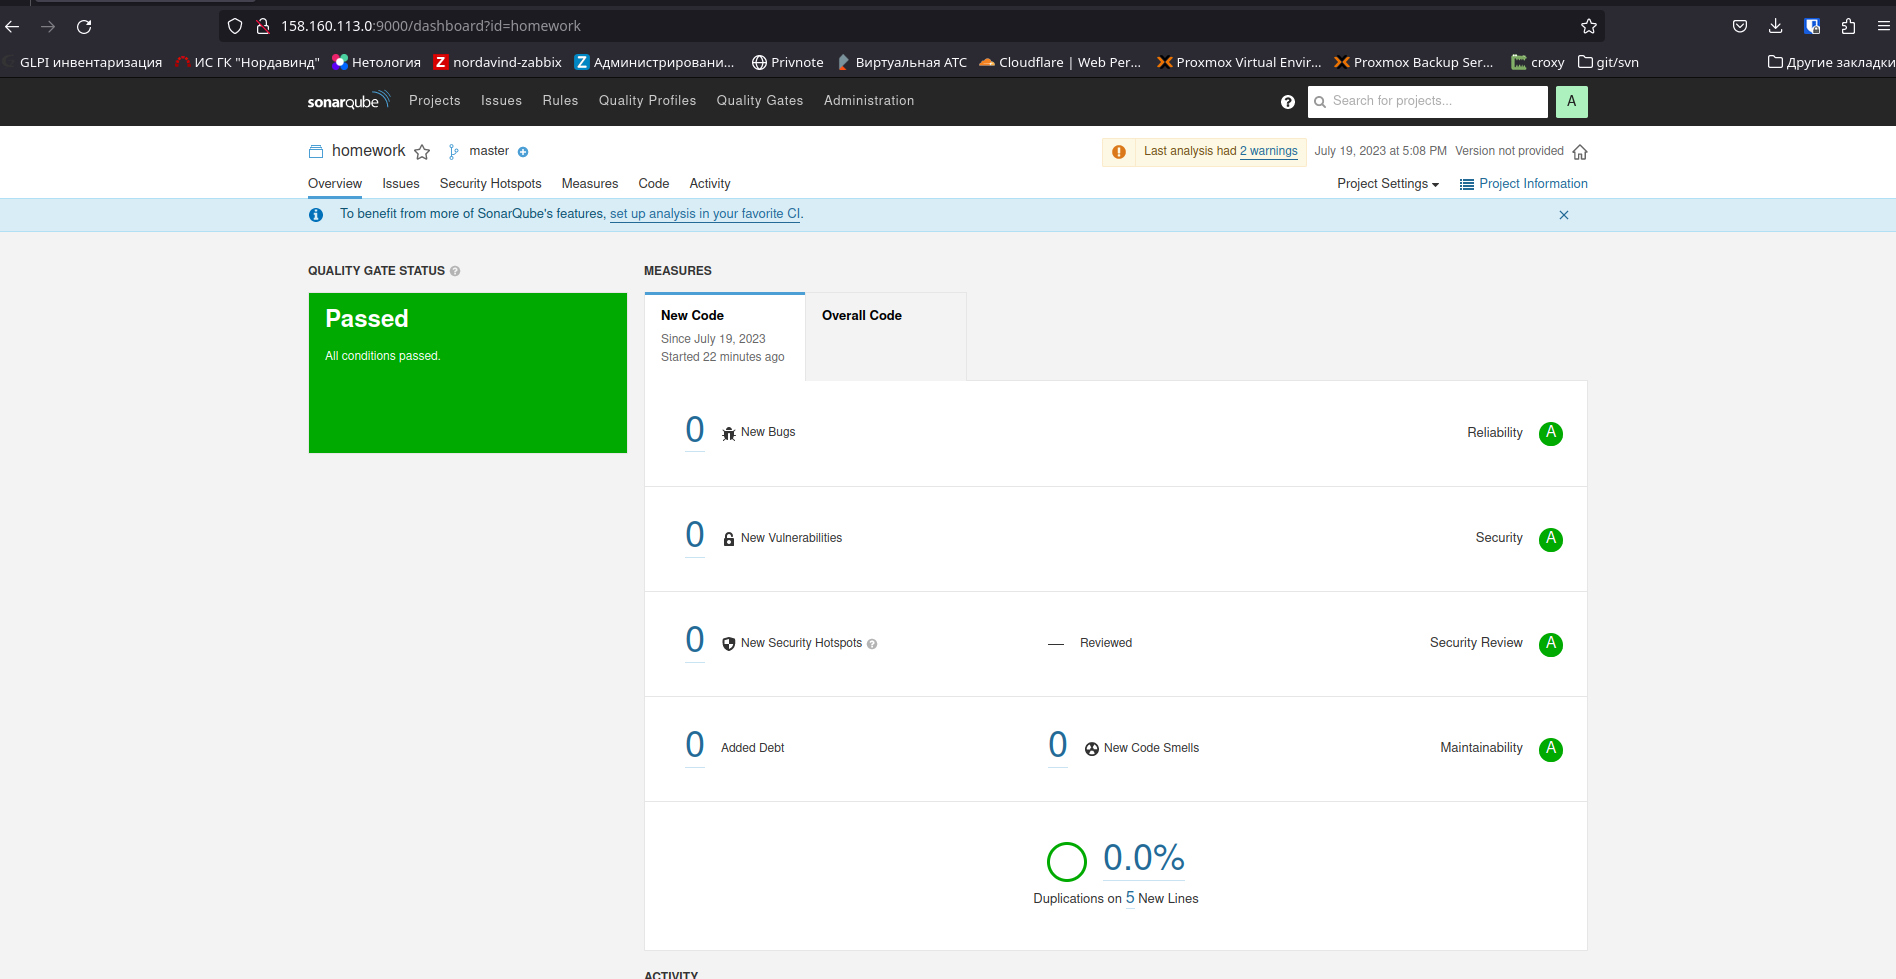 158.160.113.0:9000/dashboard?id=homework
GLPI инвентаризация ИС ГК "Нордавинд" Нетология nordavind-zabbix Администрировани... Privnote Виртуальная АТС Cloudflare | Web Per... Proxmox Virtual Envir... Proxmox Backup Ser... croxy git/svn Другие закладки
sonarqube Projects Issues Rules Quality Profiles Quality Gates Administration ? Search for projects... A
homework master Last analysis had 2 warnings July 19, 2023 at 5:08 PM Version not provided
Overview Issues Security Hotspots Measures Code Activity Project Settings Project Information
To benefit from more of SonarQube's features, set up analysis in your favorite CI.
QUALITY GATE STATUS ? MEASURES
Passed
All conditions passed.
New Code Overall Code
Since July 19, 2023
Started 22 minutes ago
0 New Bugs Reliability A
0 New Vulnerabilities Security A
0 New Security Hotspots ? — Reviewed Security Review A
0 Added Debt 0 New Code Smells Maintainability A
0.0%
Duplications on 5 New Lines
ACTIVITY